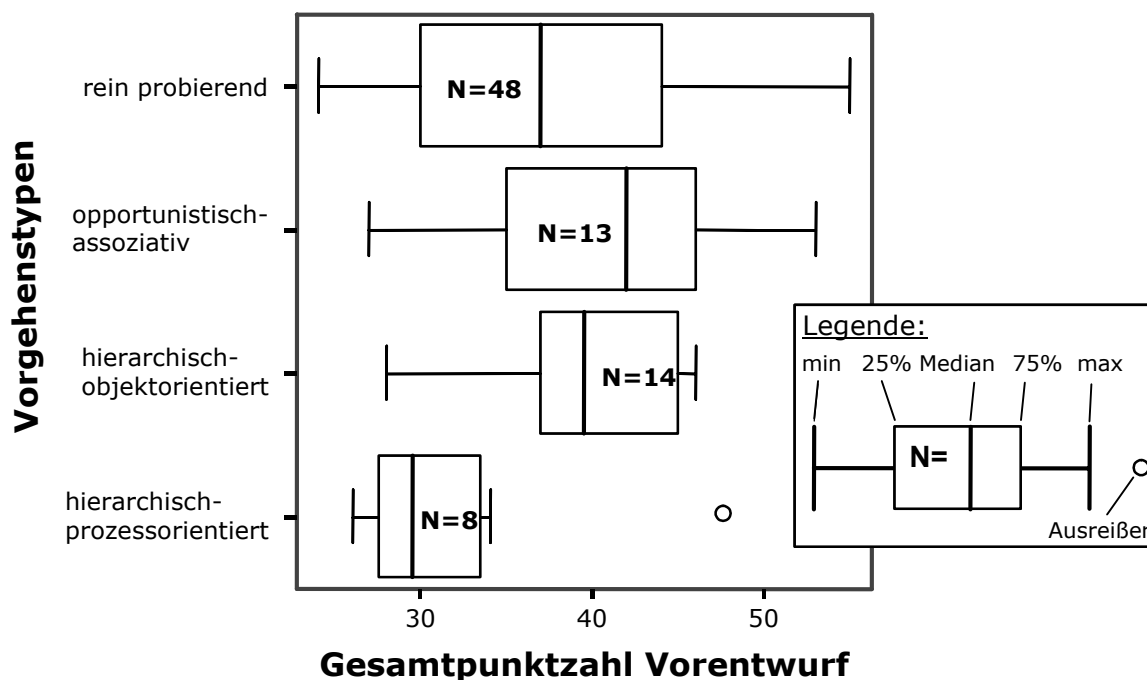 Vorgehenstypen
rein probierend
N=48
opportunistisch-
assoziativ
N=13
hierarchisch-
objektorientiert
N=14
hierarchisch-
prozessorientiert
N=8
30 40 50
Gesamtpunktzahl Vorentwurf
Legende:
min 25% Median 75% max
N=
Ausreißer